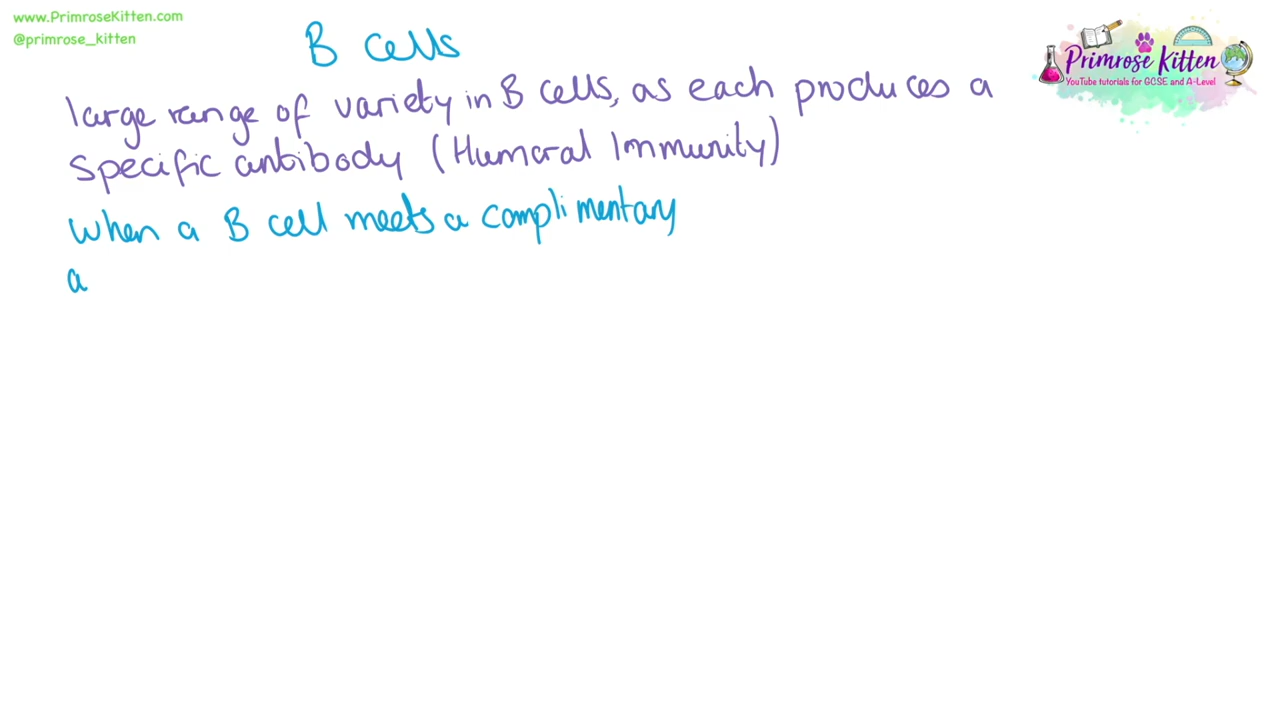 www.PrimroseKitten.com
@primrose_kitten
Primrose Kitten
YouTube tutorials for GCSE and A-Level
B cells
large range of variety in B cells, as each produces a
specific antibody (Humoral Immunity)
when a B cell meets a complimentary
a